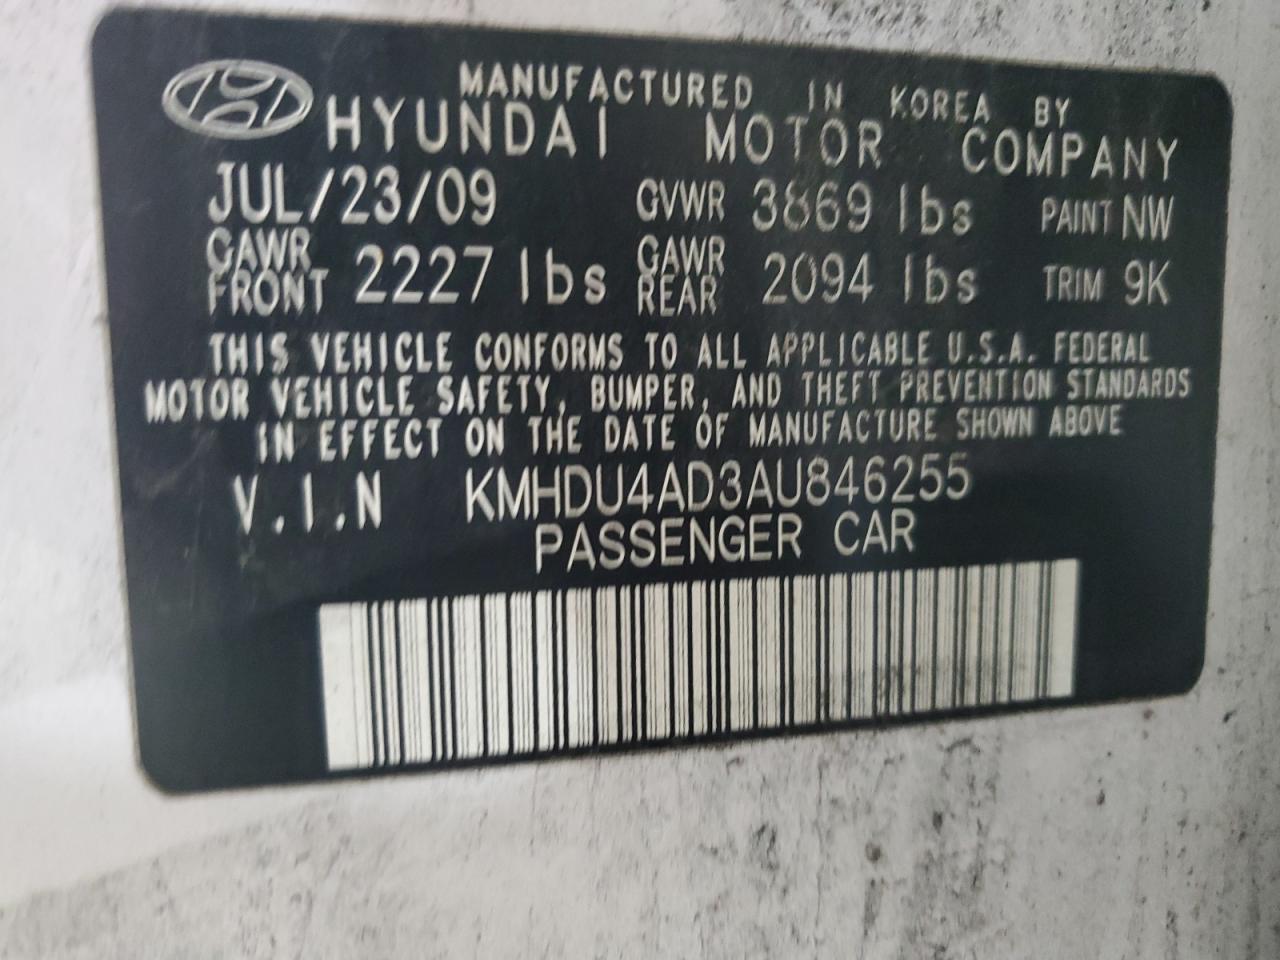 MANUFACTURED IN KOREA BY
HYUNDAI MOTOR COMPANY
JUL/23/09 GVWR 3869 lbs PAINT NW
GAWR FRONT 2227 lbs GAWR REAR 2094 lbs TRIM 9K
THIS VEHICLE CONFORMS TO ALL APPLICABLE U.S.A. FEDERAL
MOTOR VEHICLE SAFETY, BUMPER, AND THEFT PREVENTION STANDARDS
IN EFFECT ON THE DATE OF MANUFACTURE SHOWN ABOVE
V.I.N KMHDU4AD3AU846255
PASSENGER CAR